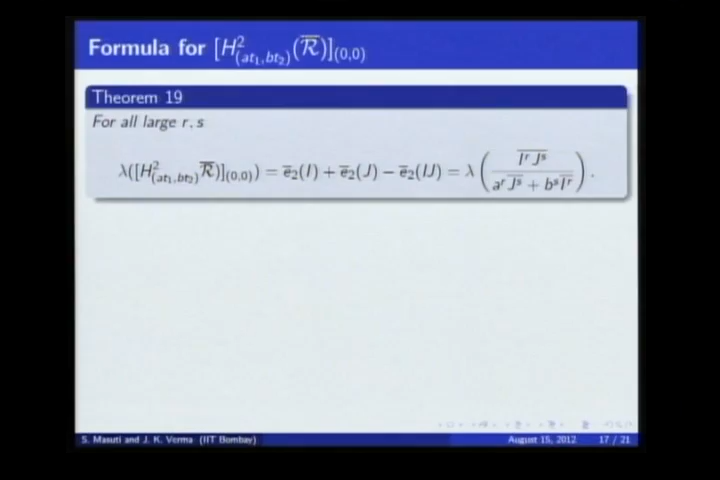 Formula for $[H^2_{(at_1,bt_2)}(\overline{\mathcal{R}})]_{(0,0)}$
Theorem 19
For all large r, s
$\lambda([H^2_{(at_1,bt_2)}\overline{\mathcal{R}})]_{(0,0)}) = \overline{e}_2(I) + \overline{e}_2(J) - \overline{e}_2(IJ) = \lambda\left(\frac{\overline{I^r J^s}}{a^r\overline{J^s} + b^s\overline{I^r}}\right).$
S. Masuti and J. K. Verma (IIT Bombay) August 15, 2012 17 / 21